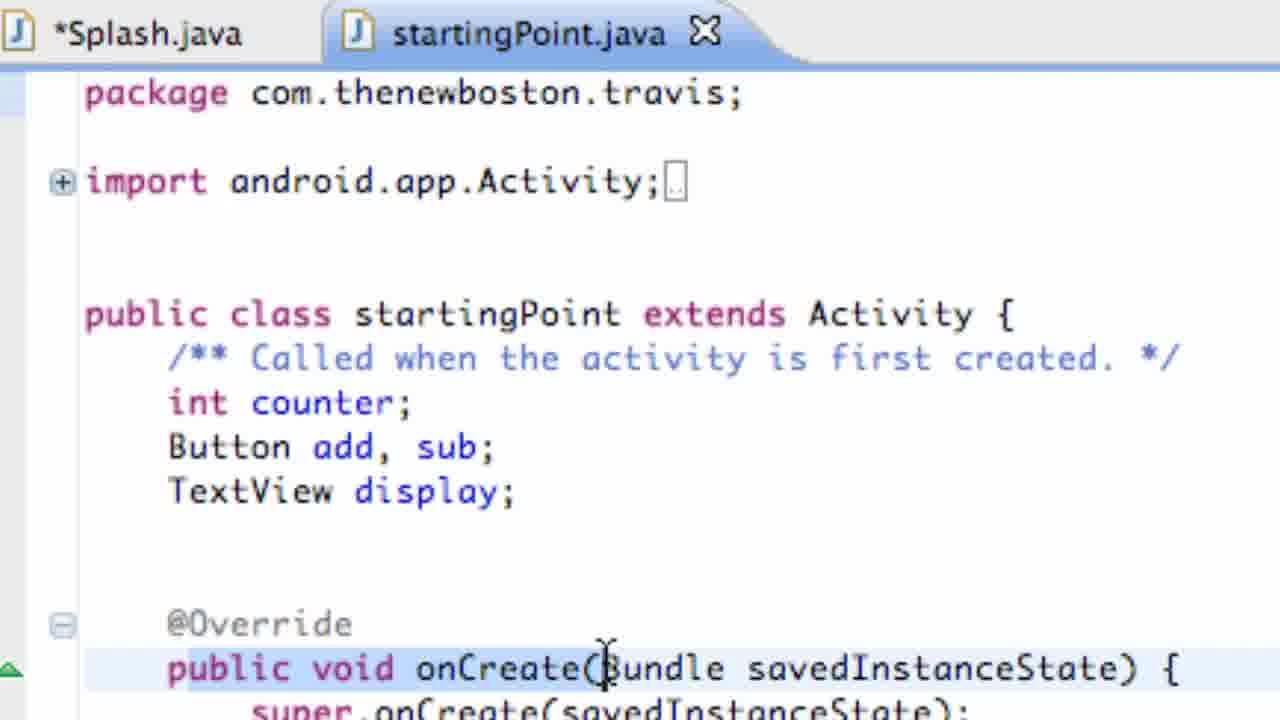 *Splash.java startingPoint.java
package com.thenewboston.travis;
import android.app.Activity;
public class startingPoint extends Activity {
/** Called when the activity is first created. */
int counter;
Button add, sub;
TextView display;
@Override
public void onCreate(Bundle savedInstanceState) {
super.onCreate(savedInstanceState);